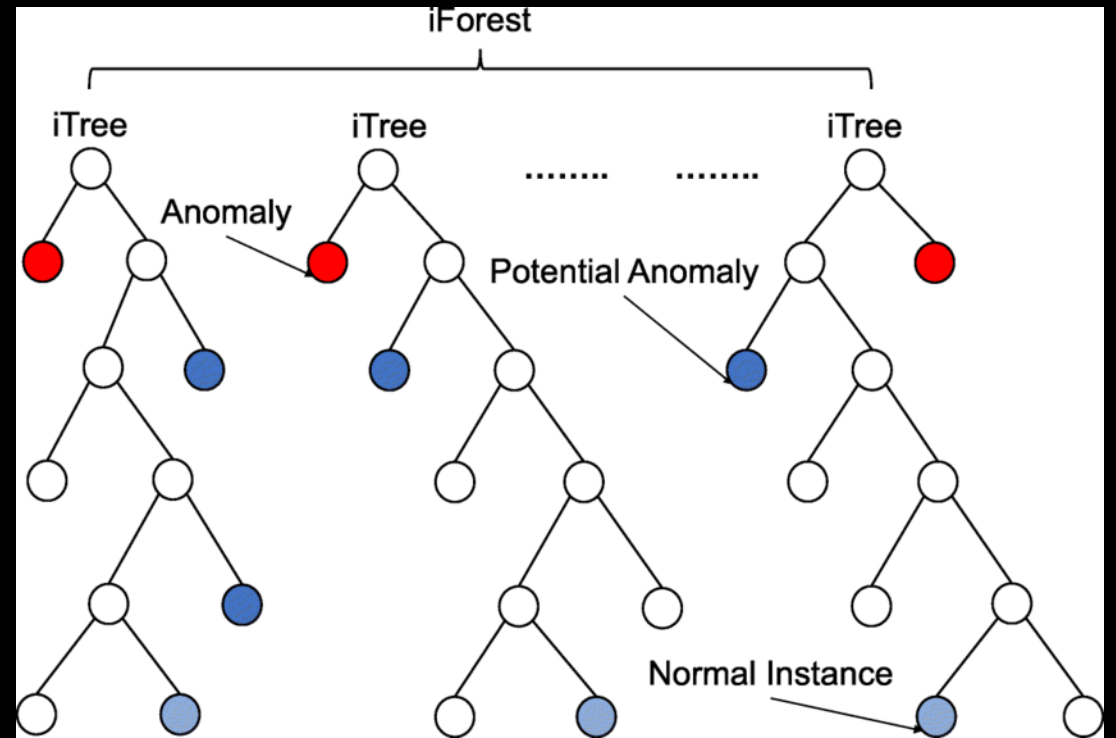 iForest
iTree
iTree
iTree
........
........
Anomaly
Potential Anomaly
Normal Instance